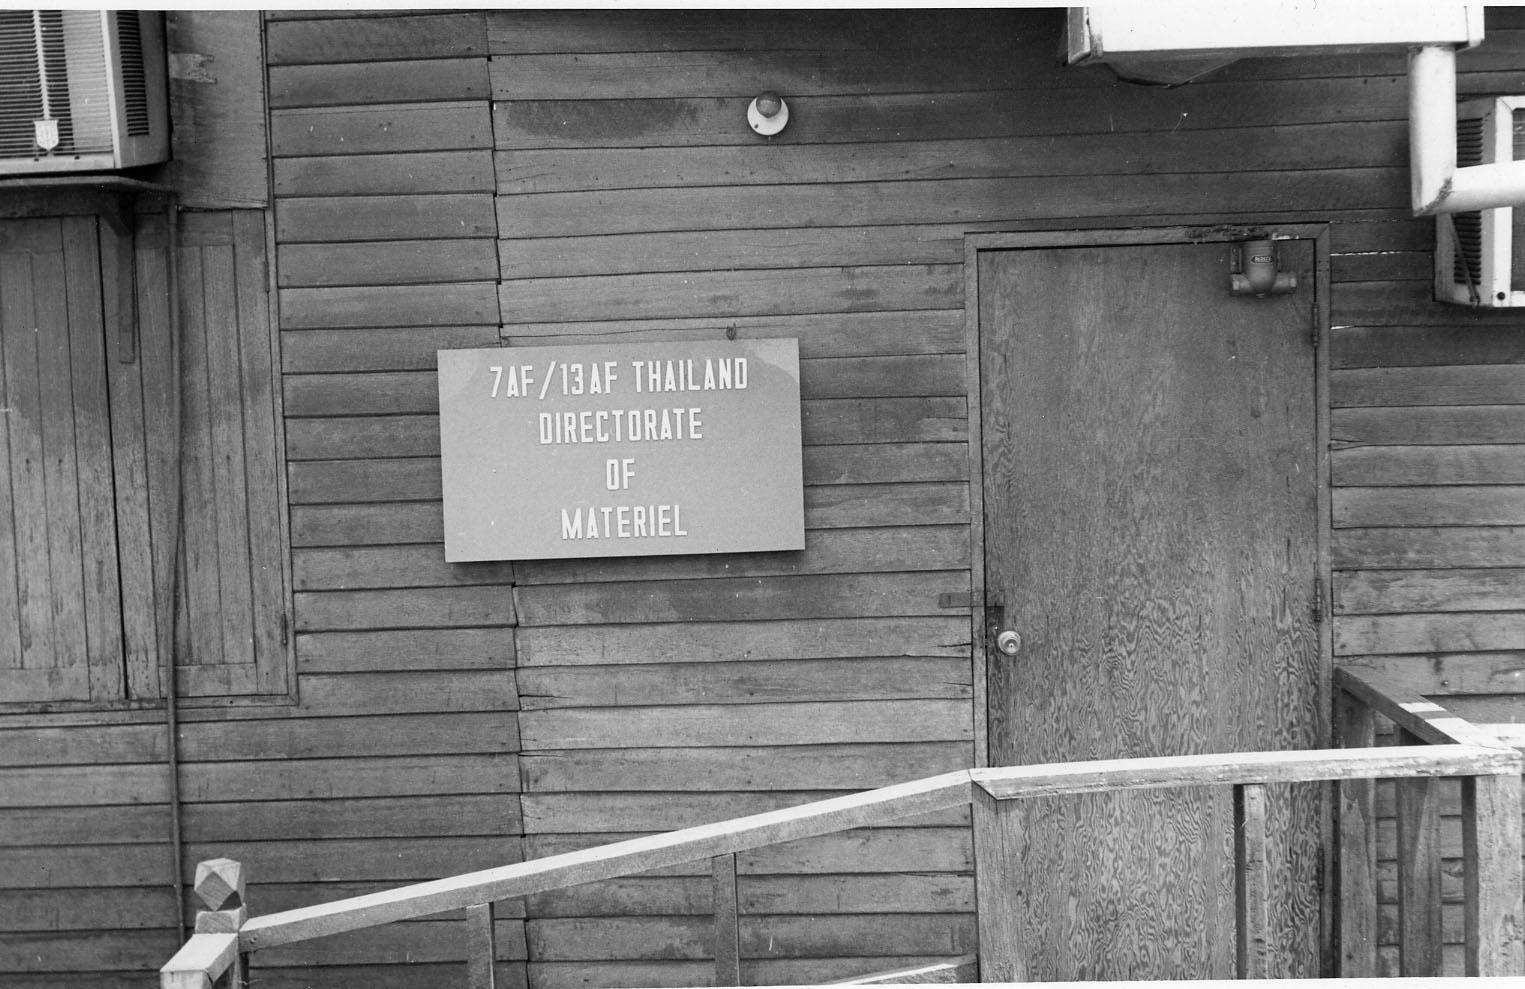 7AF/13AF THAILAND
DIRECTORATE
OF
MATERIEL